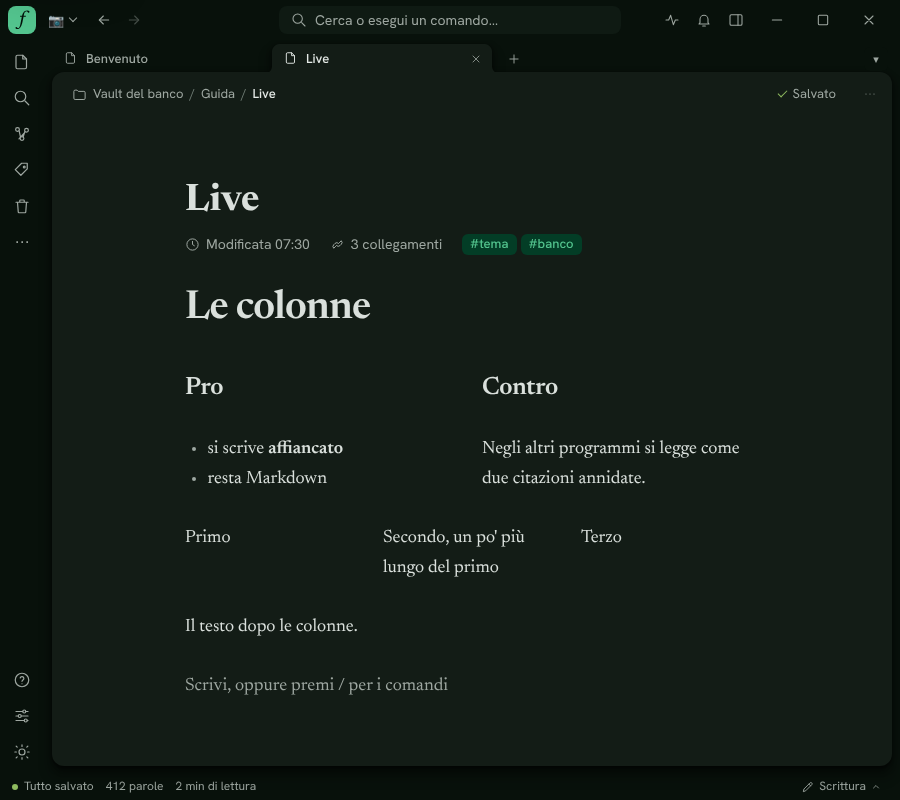 f
Cerca o esegui un comando...
Benvenuto
Live
Vault del banco / Guida / Live
Salvato
Live
Modificata 07:30
3 collegamenti
#tema
#banco
Le colonne
Pro
Contro
si scrive affiancato
resta Markdown
Negli altri programmi si legge come
due citazioni annidate.
Primo
Secondo, un po' più
lungo del primo
Terzo
Il testo dopo le colonne.
Scrivi, oppure premi / per i comandi
Tutto salvato
412 parole
2 min di lettura
Scrittura